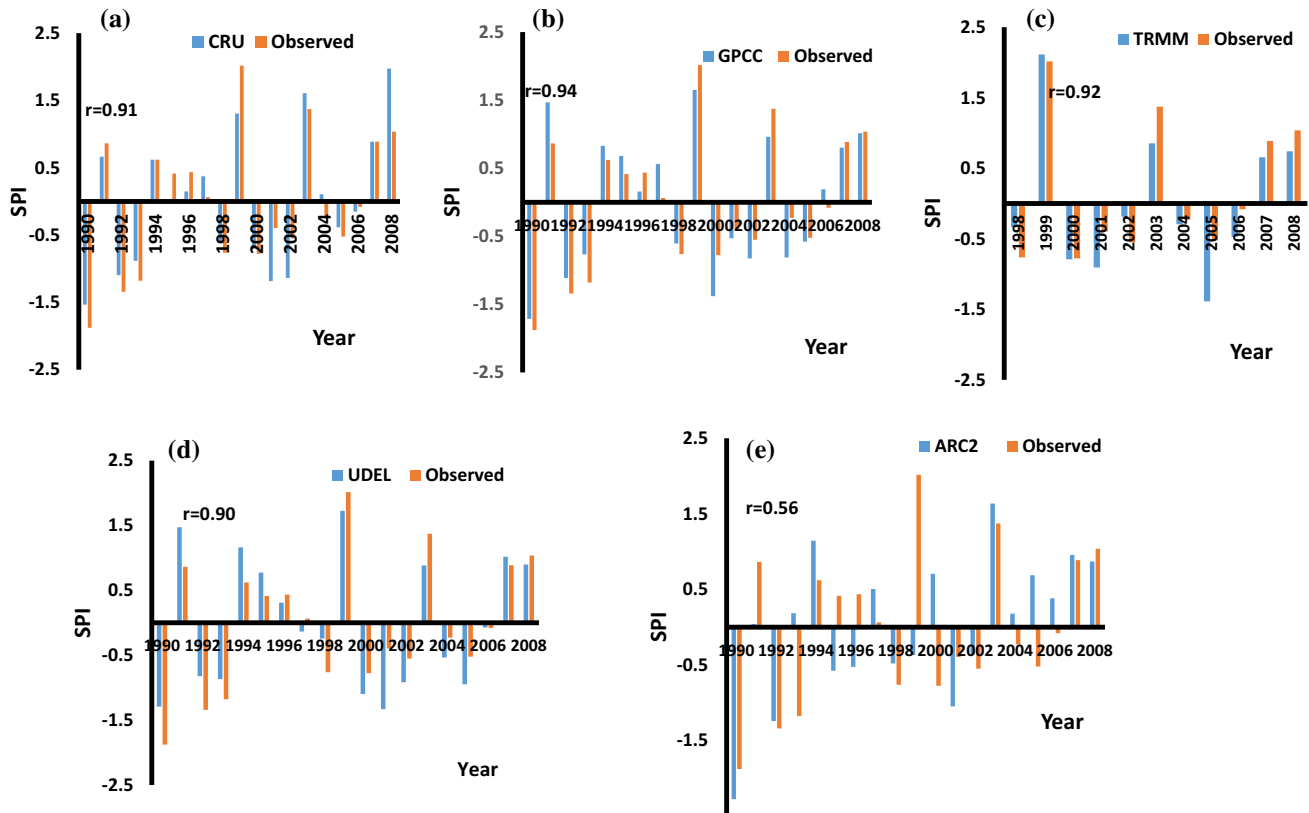 (a)
CRU Observed
r=0.91
2.5
1.5
0.5
-0.5
-1.5
-2.5
SPI
1990 1992 1994 1996 1998 2000 2002 2004 2006 2008
Year
(b)
GPCC Observed
r=0.94
2.5
1.5
0.5
-0.5
-1.5
-2.5
SPI
1990 1992 1994 1996 1998 2000 2002 2004 2006 2008
Year
(c)
TRMM Observed
r=0.92
2.5
1.5
0.5
-0.5
-1.5
-2.5
SPI
1998 1999 2000 2001 2002 2003 2004 2005 2006 2007 2008
Year
(d)
UDEL Observed
r=0.90
2.5
1.5
0.5
-0.5
-1.5
-2.5
SPI
1990 1992 1994 1996 1998 2000 2002 2004 2006 2008
Year
(e)
ARC2 Observed
r=0.56
2.5
1.5
0.5
-0.5
-1.5
SPI
1990 1992 1994 1996 1998 2000 2002 2004 2006 2008
Year